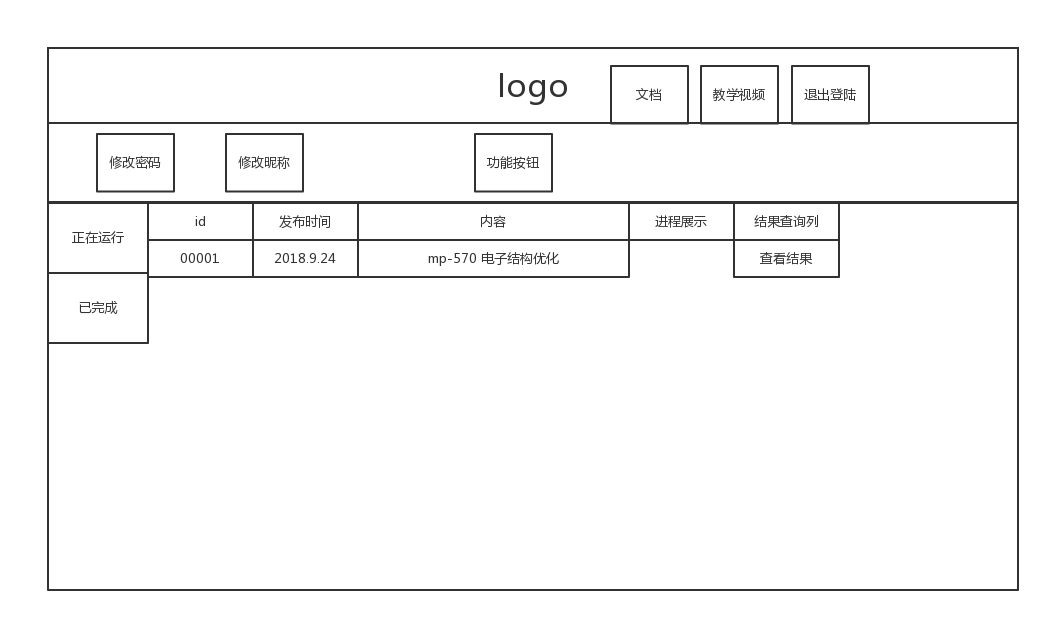 logo
文档
教学视频
退出登陆
修改密码
修改昵称
功能按钮
正在运行
id
发布时间
内容
进程展示
结果查询列
00001
2018.9.24
mp-570 电子结构优化
查看结果
已完成